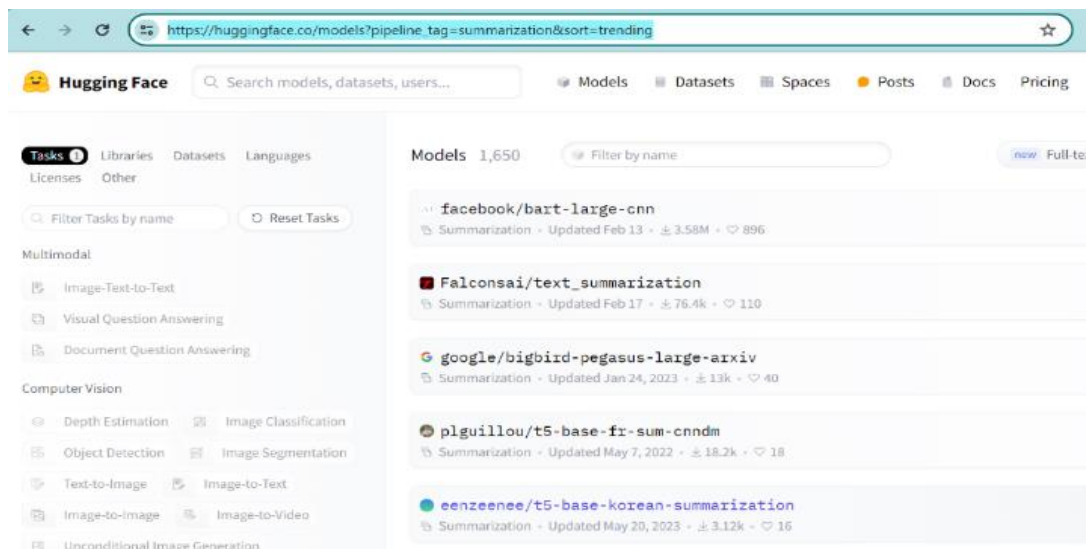 https://huggingface.co/models?pipeline_tag=summarization&sort=trending
Hugging Face Search models, datasets, users... Models Datasets Spaces Posts Docs Pricing
Tasks 1 Libraries Datasets Languages
Licenses Other
Filter Tasks by name Reset Tasks
Multimodal
Image-Text-to-Text
Visual Question Answering
Document Question Answering
Computer Vision
Depth Estimation Image Classification
Object Detection Image Segmentation
Text-to-Image Image-to-Text
Image-to-Image Image-to-Video
Unconditional Image Generation
Models 1,650 Filter by name new Full-te
facebook/bart-large-cnn
Summarization • Updated Feb 13 • 3.58M • 896
Falconsai/text_summarization
Summarization • Updated Feb 17 • 76.4k • 110
google/bigbird-pegasus-large-arxiv
Summarization • Updated Jan 24, 2023 • 13k • 40
plguillou/t5-base-fr-sum-cnndm
Summarization • Updated May 7, 2022 • 18.2k • 18
eenzeenee/t5-base-korean-summarization
Summarization • Updated May 20, 2023 • 3.12k • 16